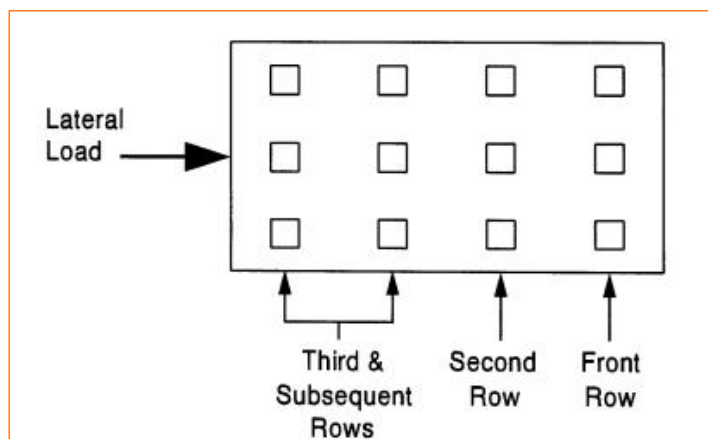 Lateral
Load
Third &
Subsequent
Rows
Second
Row
Front
Row